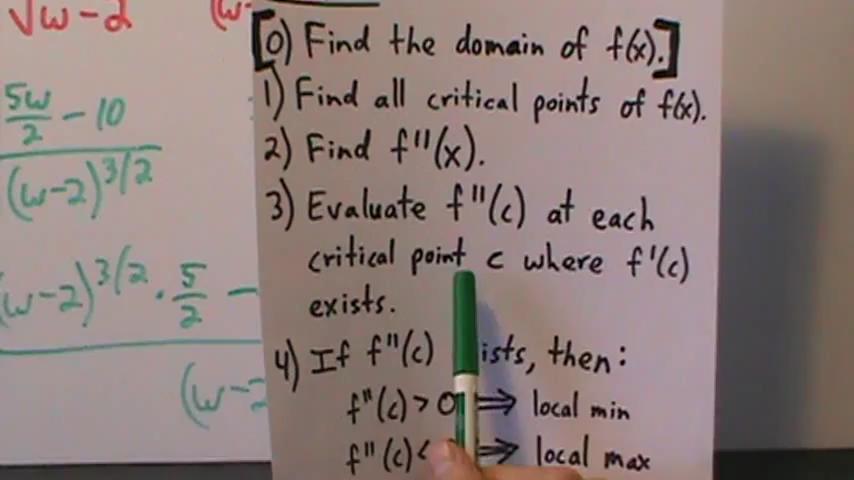 √w-2
(w-
5w/2 - 10
(w-2)^3/2
w-2)^3/2 · 5/2 -
(w-2
[0) Find the domain of f(x).]
1) Find all critical points of f(x).
2) Find f"(x).
3) Evaluate f"(c) at each
critical point c where f'(c)
exists.
4) If f"(c) ists, then:
f"(c) > 0 ⇒ local min
f"(c) < ⇒ local max